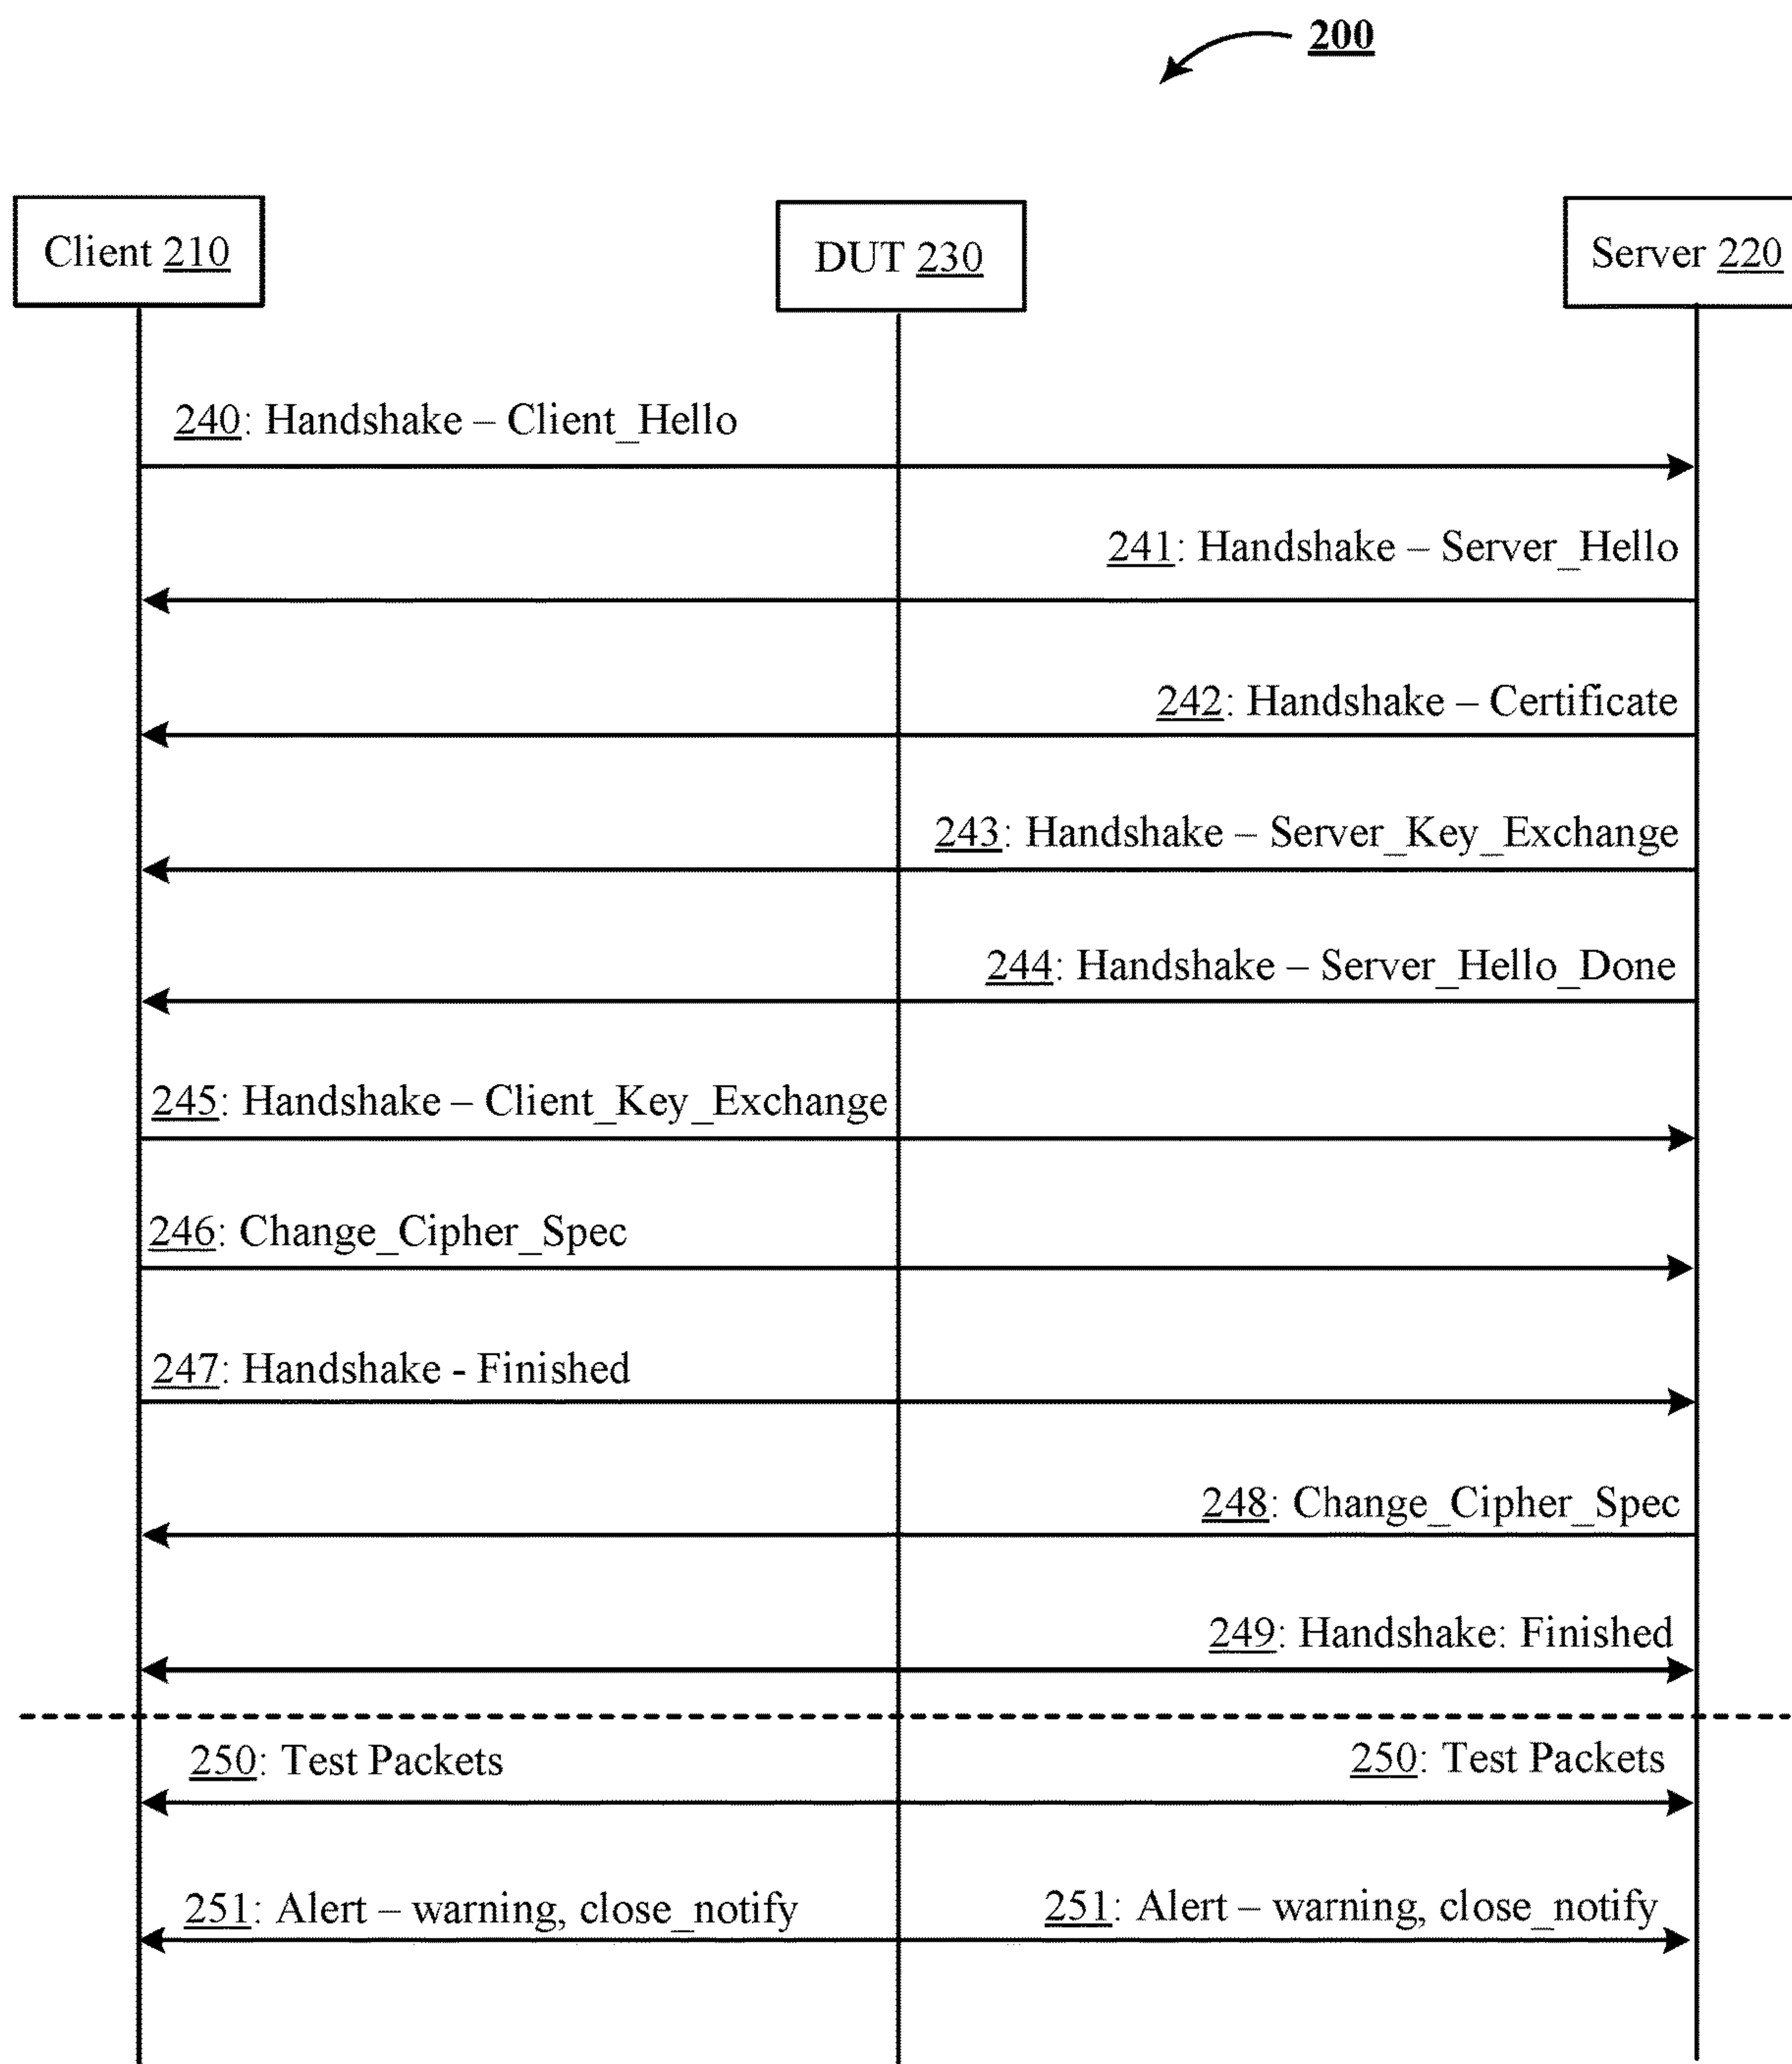 200
Client 210
DUT 230
Server 220
240: Handshake – Client_Hello
241: Handshake – Server_Hello
242: Handshake – Certificate
243: Handshake – Server_Key_Exchange
244: Handshake – Server_Hello_Done
245: Handshake – Client_Key_Exchange
246: Change_Cipher_Spec
247: Handshake - Finished
248: Change_Cipher_Spec
249: Handshake: Finished
250: Test Packets
250: Test Packets
251: Alert – warning, close_notify
251: Alert – warning, close_notify